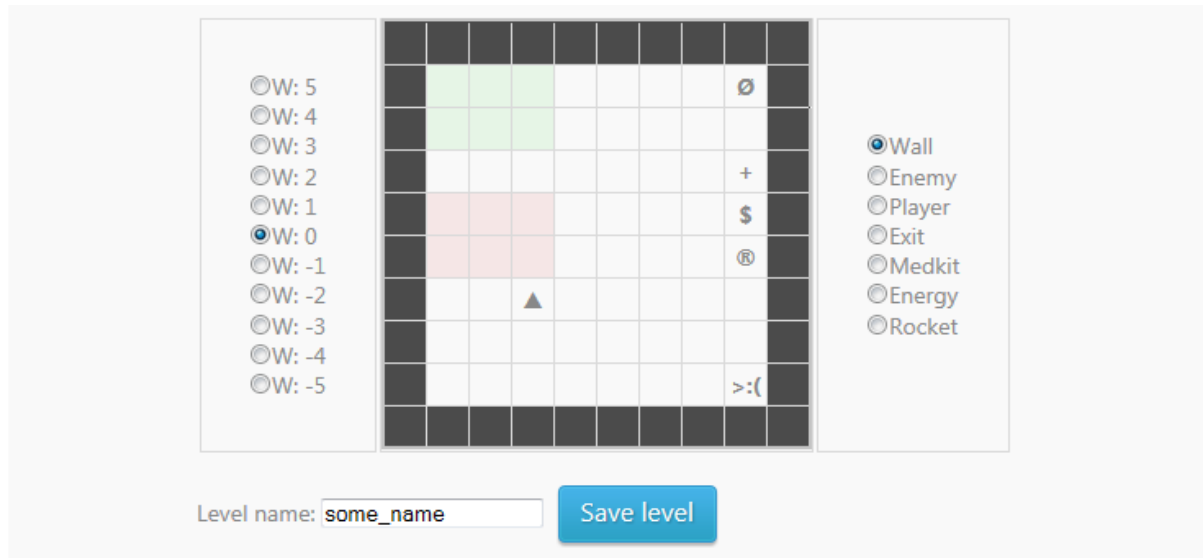 W: 5
W: 4
W: 3
W: 2
W: 1
W: 0
W: -1
W: -2
W: -3
W: -4
W: -5
Ø
+
$
®
▲
>:(
Wall
Enemy
Player
Exit
Medkit
Energy
Rocket
Level name: some_name
Save level